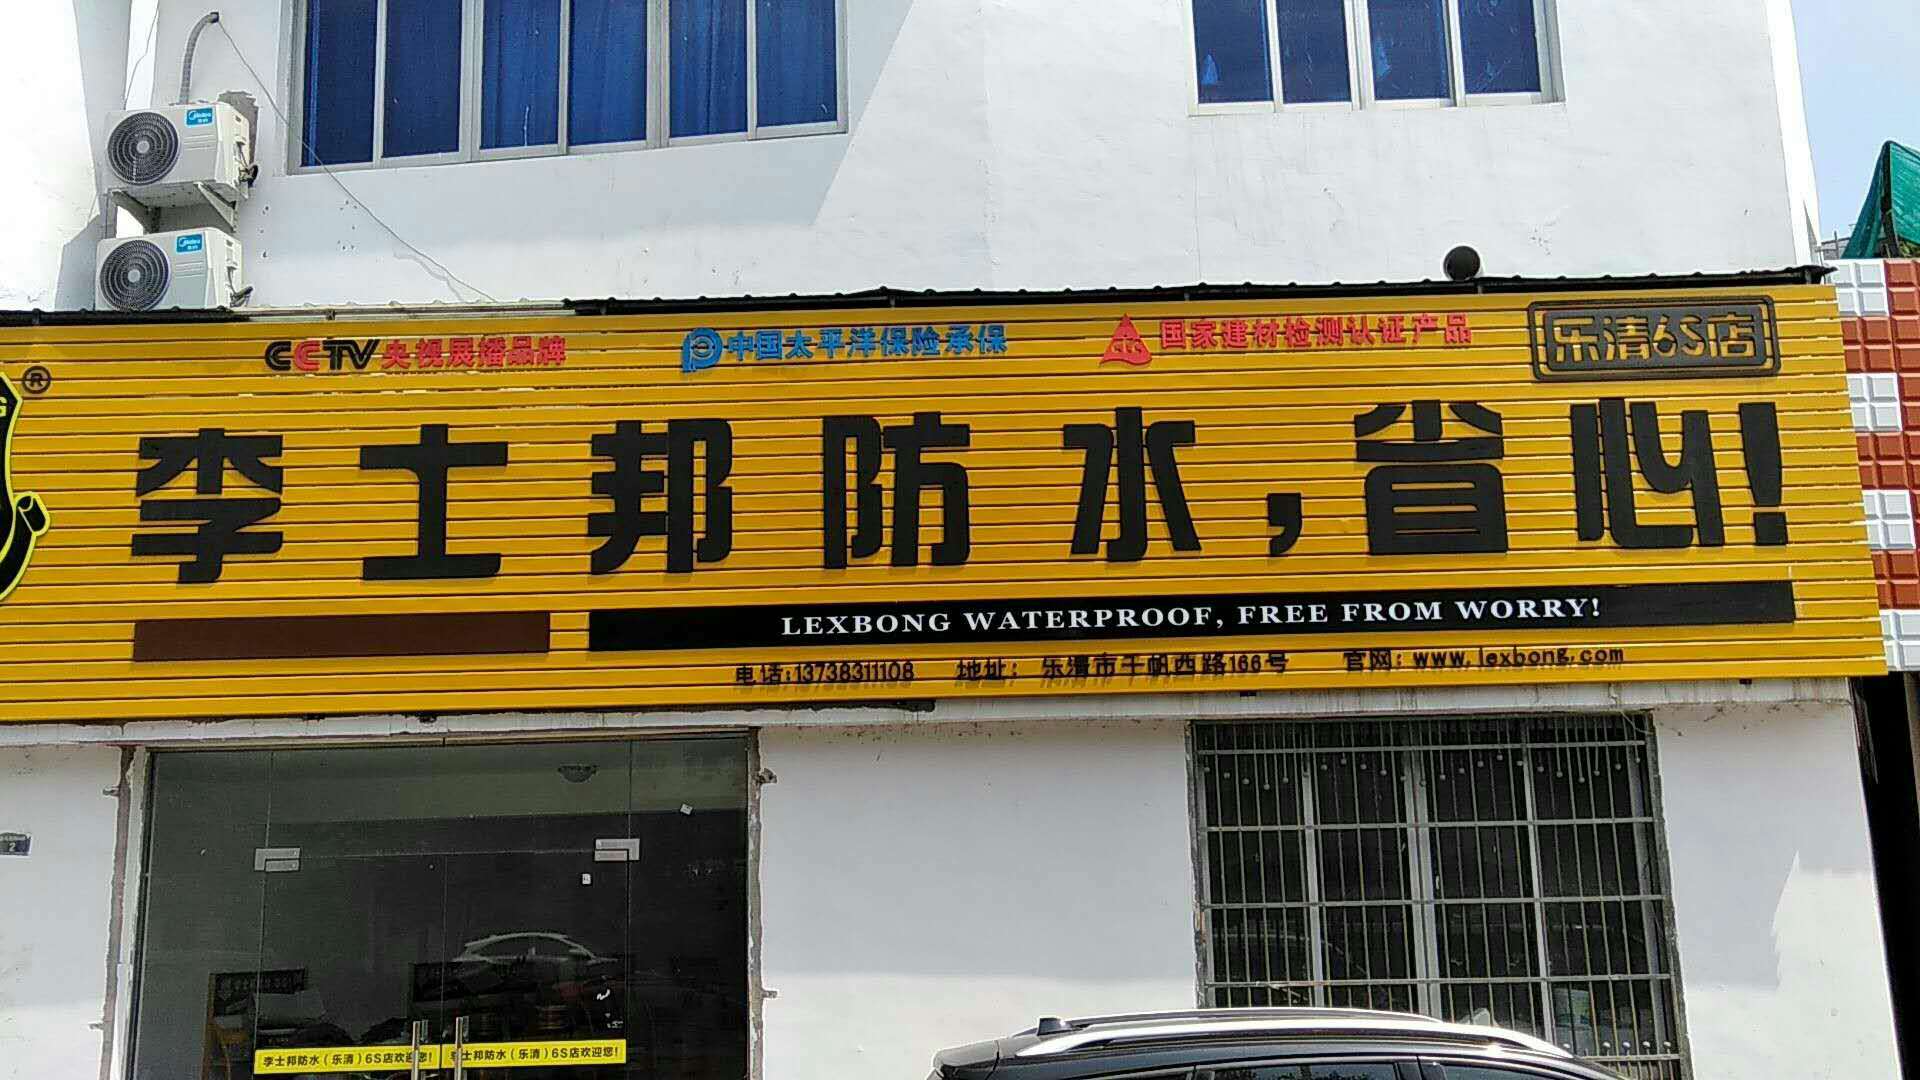 Midea
Midea
CCTV 央视展播品牌
中国太平洋保险承保
国家建材检测认证产品
乐清6S店
®
李士邦防水,省心!
LEXBONG WATERPROOF, FREE FROM WORRY!
电话:13738311108 地址: 乐清市千帆西路166号 官网: www.lexbong.com
2
李士邦防水(乐清)6S店欢迎您!
李士邦防水(乐清)6S店欢迎您!